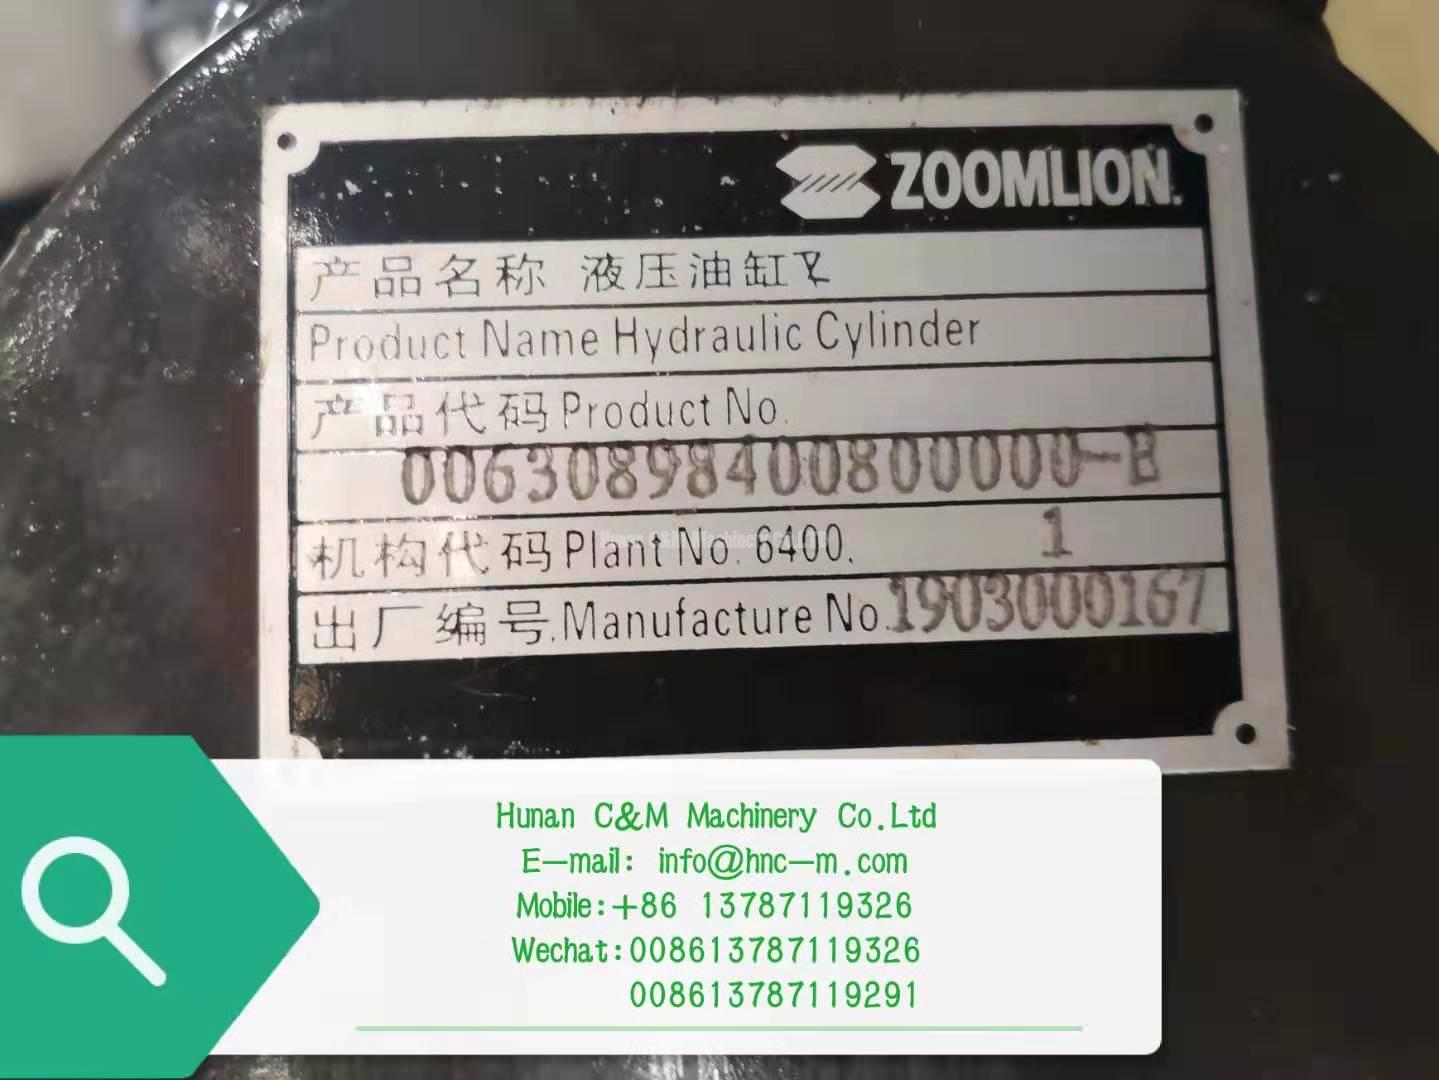 ZOOMLION.
产品名称 液压油缸
Product Name Hydraulic Cylinder
产品代码 Product No.
00630898400800000-B
机构代码 Plant No. 6400. 1
出厂编号.Manufacture No.1903000167
Hunan C&M Machinery Co.Ltd
E-mail: info@hnc-m.com
Mobile:+86 13787119326
Wechat:008613787119326
008613787119291